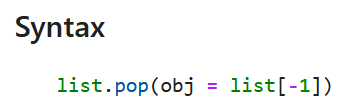 Syntax
list.pop(obj = list[-1])